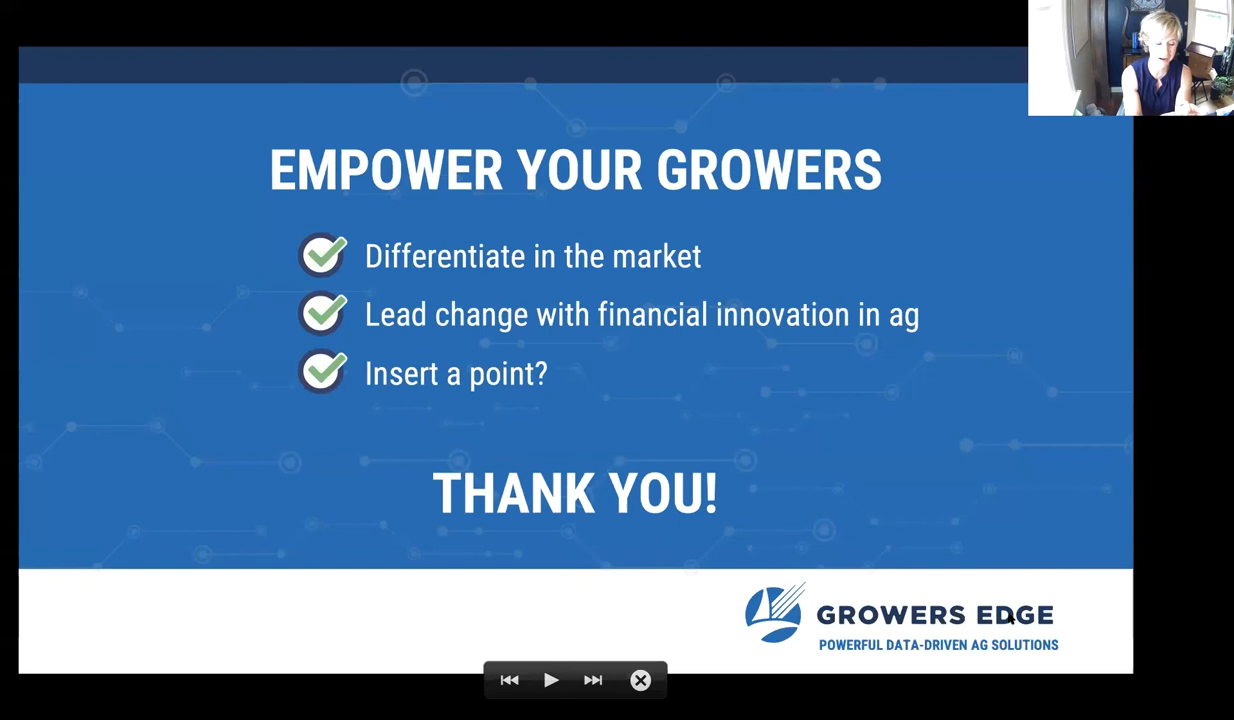 EMPOWER YOUR GROWERS
Differentiate in the market
Lead change with financial innovation in ag
Insert a point?
THANK YOU!
GROWERS EDGE
POWERFUL DATA-DRIVEN AG SOLUTIONS